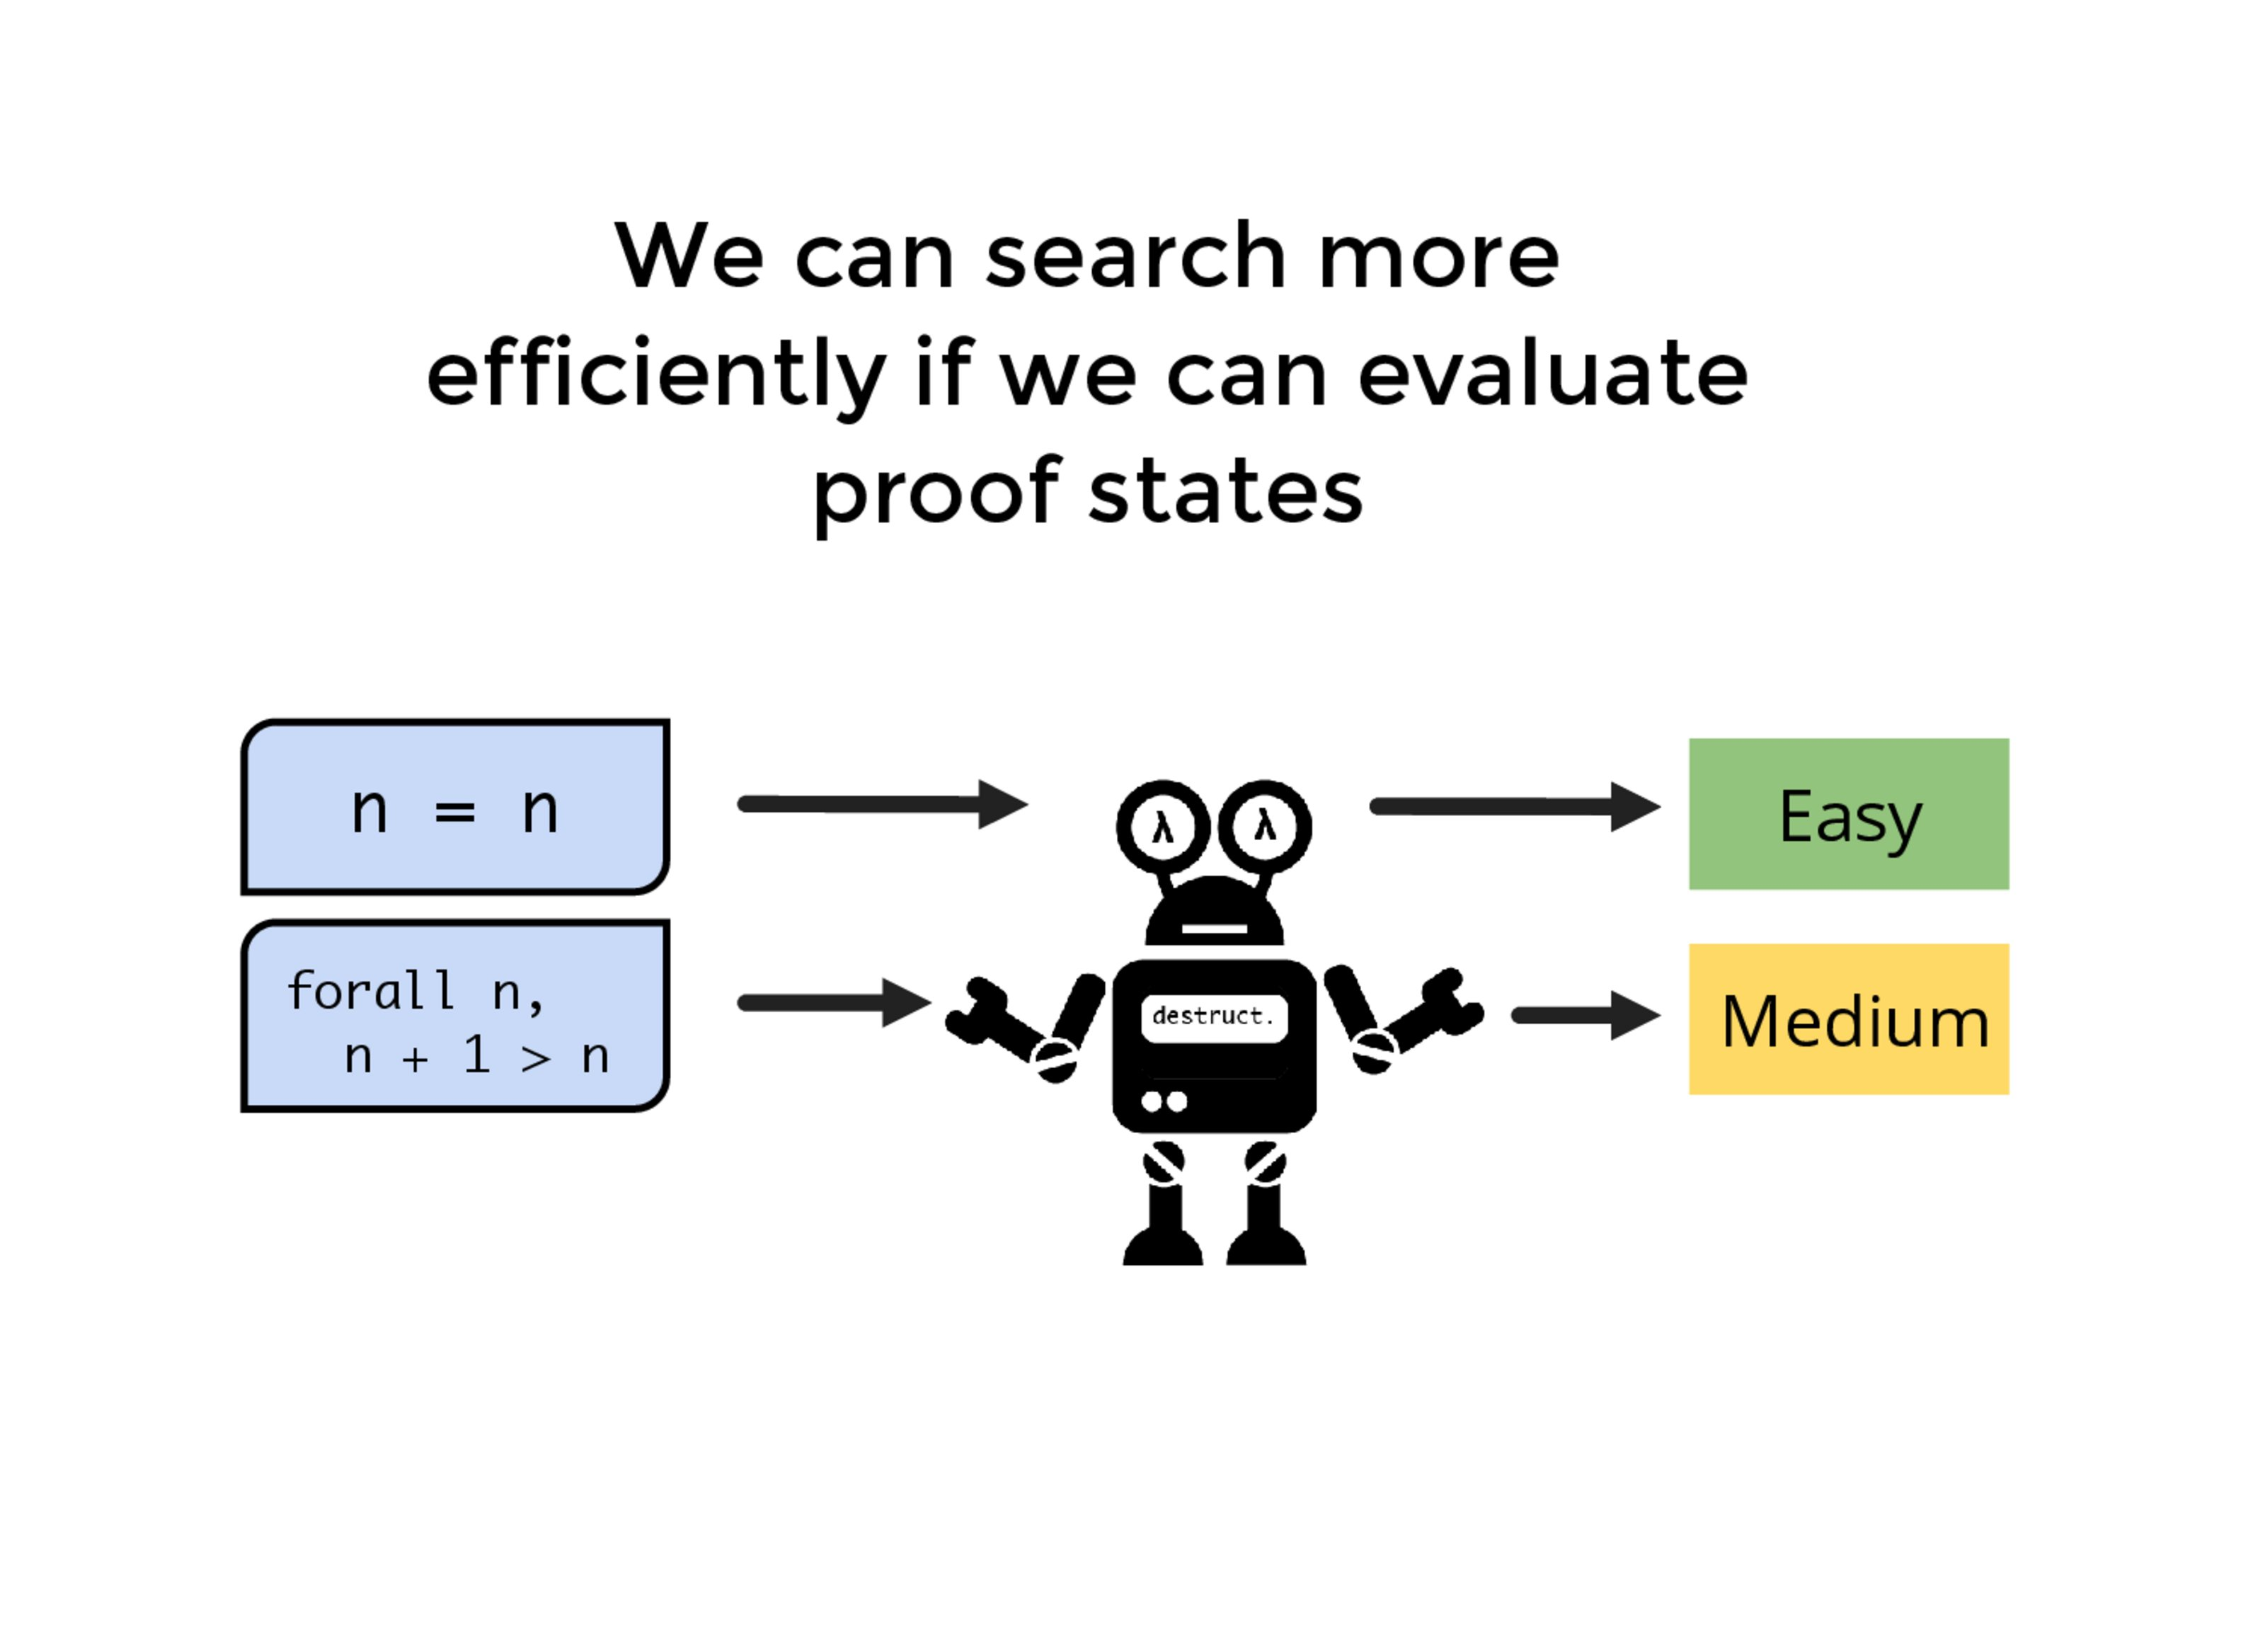 We can search more
efficiently if we can evaluate
proof states
n = n
Easy
λ λ
destruct.
forall n,
n + 1 > n
Medium